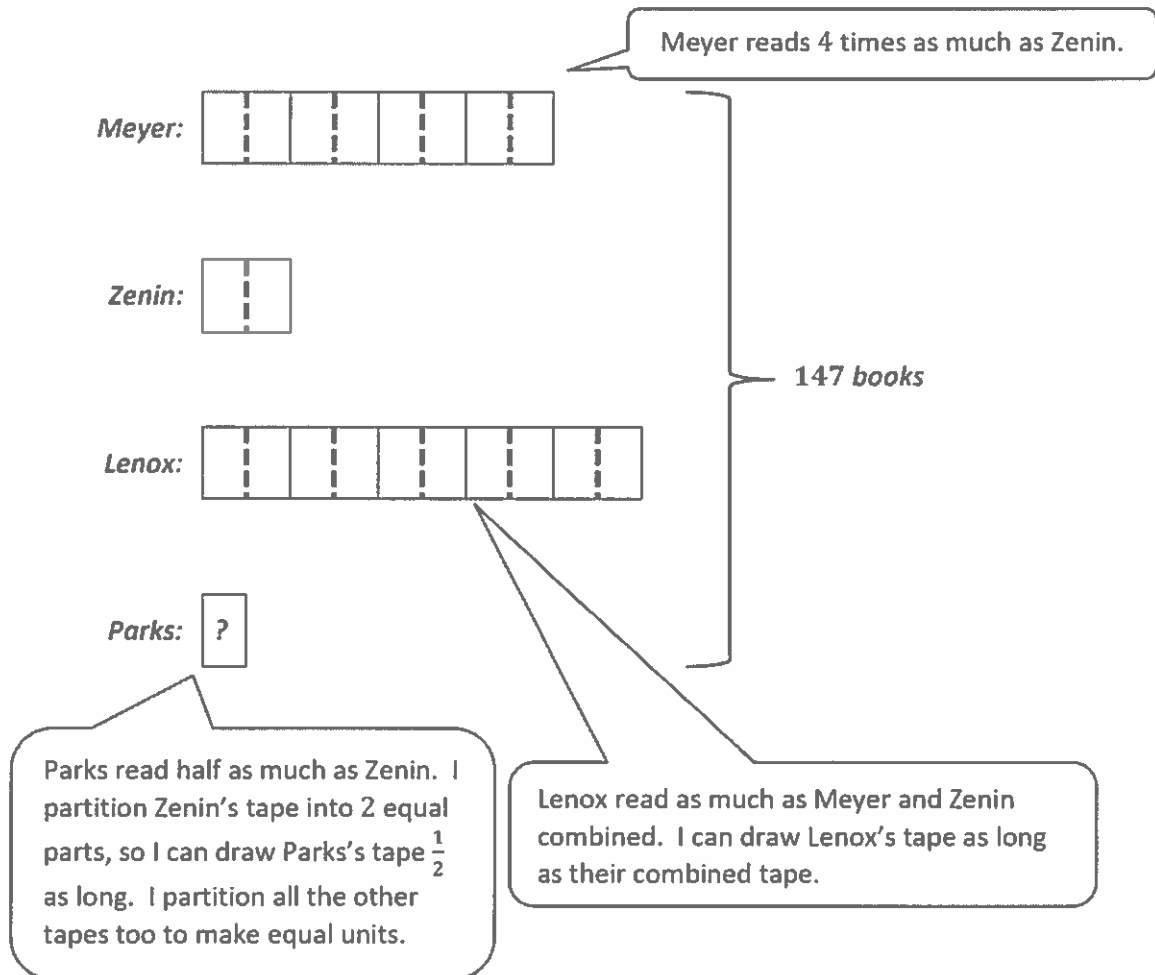 Meyer reads 4 times as much as Zenin.
Meyer:
Zenin:
147 books
Lenox:
Parks: ?
Parks read half as much as Zenin. I
partition Zenin's tape into 2 equal
parts, so I can draw Parks's tape 1/2
as long. I partition all the other
tapes too to make equal units.
Lenox read as much as Meyer and Zenin
combined. I can draw Lenox's tape as long
as their combined tape.